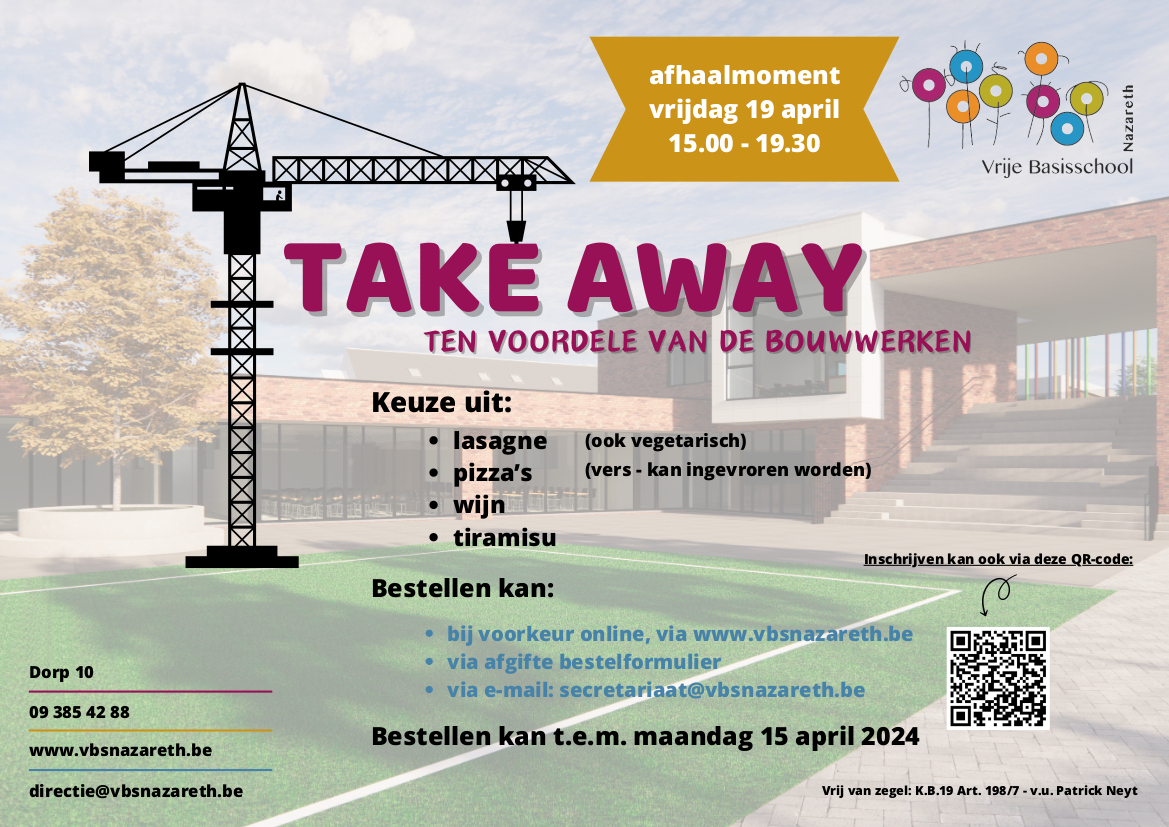 afhaalmoment
vrijdag 19 april
15.00 - 19.30
Nazareth
Vrije Basisschool
TAKE AWAY
TEN VOORDELE VAN DE BOUWWERKEN
Keuze uit:
• lasagne (ook vegetarisch)
• pizza’s (vers - kan ingevroren worden)
• wijn
• tiramisu
Bestellen kan:
• bij voorkeur online, via www.vbsnazareth.be
• via afgifte bestelformulier
• via e-mail: secretariaat@vbsnazareth.be
Bestellen kan t.e.m. maandag 15 april 2024
Inschrijven kan ook via deze QR-code:
Dorp 10
09 385 42 88
www.vbsnazareth.be
directie@vbsnazareth.be
Vrij van zegel: K.B.19 Art. 198/7 - v.u. Patrick Neyt